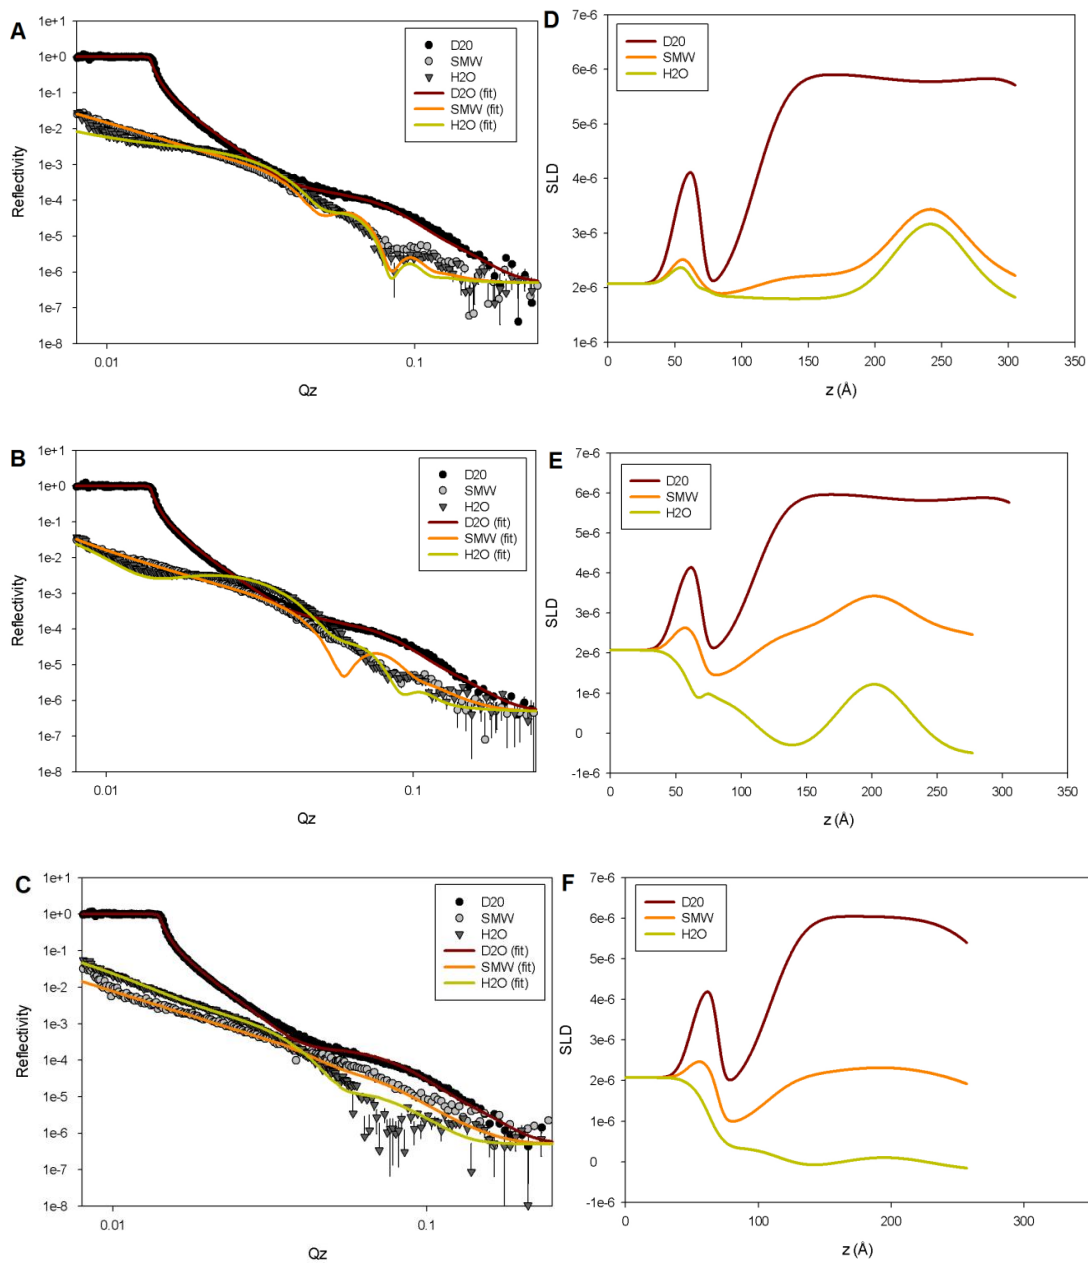 A
Reflectivity
1e+1
1e+0
1e-1
1e-2
1e-3
1e-4
1e-5
1e-6
1e-7
1e-8
0.01
0.1
Qz
D20
SMW
H2O
D2O (fit)
SMW (fit)
H2O (fit)
D
SLD
7e-6
6e-6
5e-6
4e-6
3e-6
2e-6
1e-6
0
50
100
150
200
250
300
350
z (Å)
D20
SMW
H2O
B
Reflectivity
1e+1
1e+0
1e-1
1e-2
1e-3
1e-4
1e-5
1e-6
1e-7
1e-8
0.01
0.1
Qz
D20
SMW
H2O
D2O (fit)
SMW (fit)
H2O (fit)
E
SLD
7e-6
6e-6
5e-6
4e-6
3e-6
2e-6
1e-6
0
-1e-6
0
50
100
150
200
250
300
350
z (Å)
D20
SMW
H2O
C
Reflectivity
1e+1
1e+0
1e-1
1e-2
1e-3
1e-4
1e-5
1e-6
1e-7
1e-8
0.01
0.1
Qz
D20
SMW
H2O
D2O (fit)
SMW (fit)
H2O (fit)
F
SLD
7e-6
6e-6
5e-6
4e-6
3e-6
2e-6
1e-6
0
-1e-6
0
100
200
300
z (Å)
D20
SMW
H2O